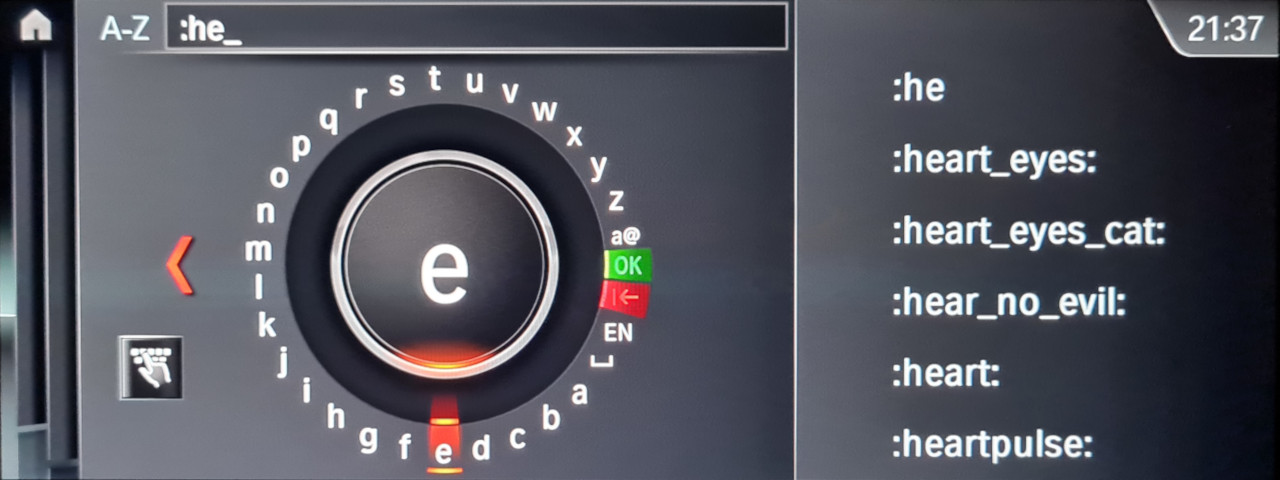 A-Z :he_
21:37
r s t u v w
q x
p y
o z
n a@
m OK
l
k EN
j
i a
h b
g f e d c
e
:he
:heart_eyes:
:heart_eyes_cat:
:hear_no_evil:
:heart:
:heartpulse: